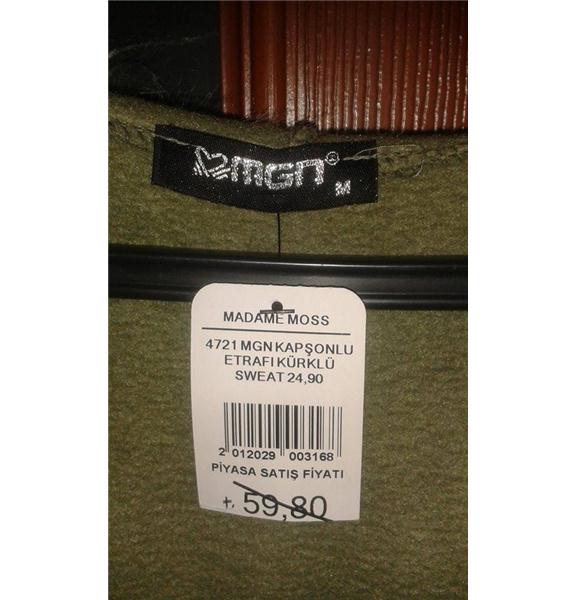 MGN®
M
MADAME MOSS
4721 MGN KAPŞONLU
ETRAFI KÜRKLÜ
SWEAT 24,90
2 012029 003168
PİYASA SATIŞ FİYATI
59,80